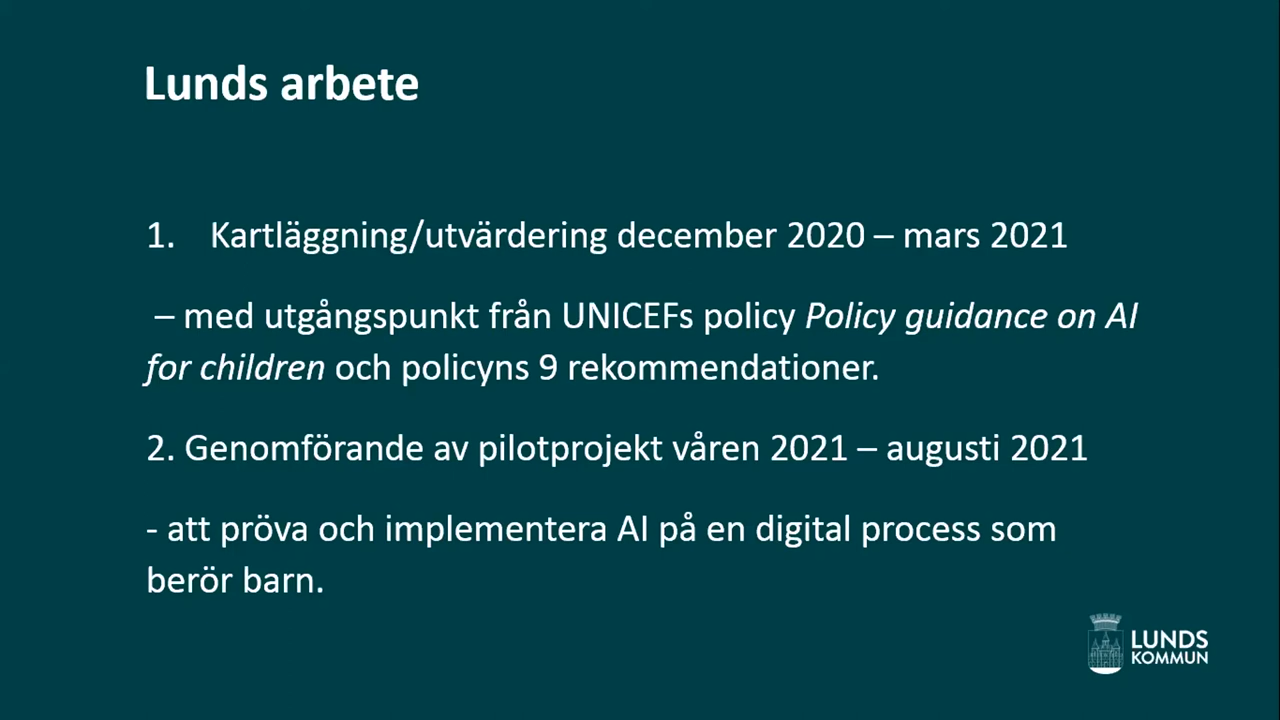 Lunds arbete
1. Kartläggning/utvärdering december 2020 – mars 2021
– med utgångspunkt från UNICEFs policy Policy guidance on AI
for children och policyns 9 rekommendationer.
2. Genomförande av pilotprojekt våren 2021 – augusti 2021
- att pröva och implementera AI på en digital process som
berör barn.
LUNDS
KOMMUN